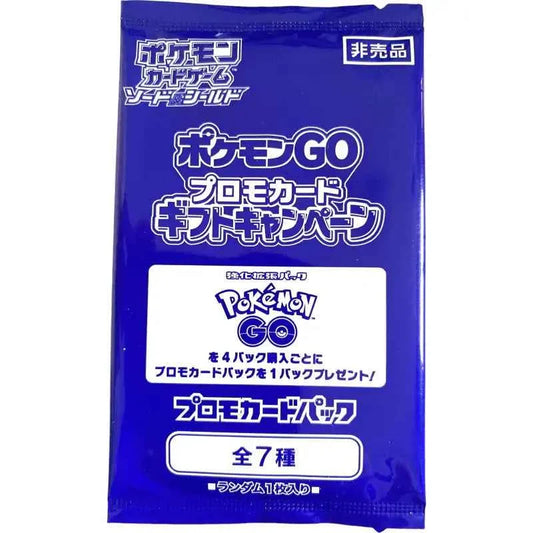 ポケモン
カードゲーム
ソード&シールド
非売品
ポケモンGO
プロモカード
ギフトキャンペーン
強化拡張パック
POKéMON
GO
を4パック購入ごとに
プロモカードパックを1パックプレゼント!
プロモカードパック
全7種
■ランダム1枚入り■